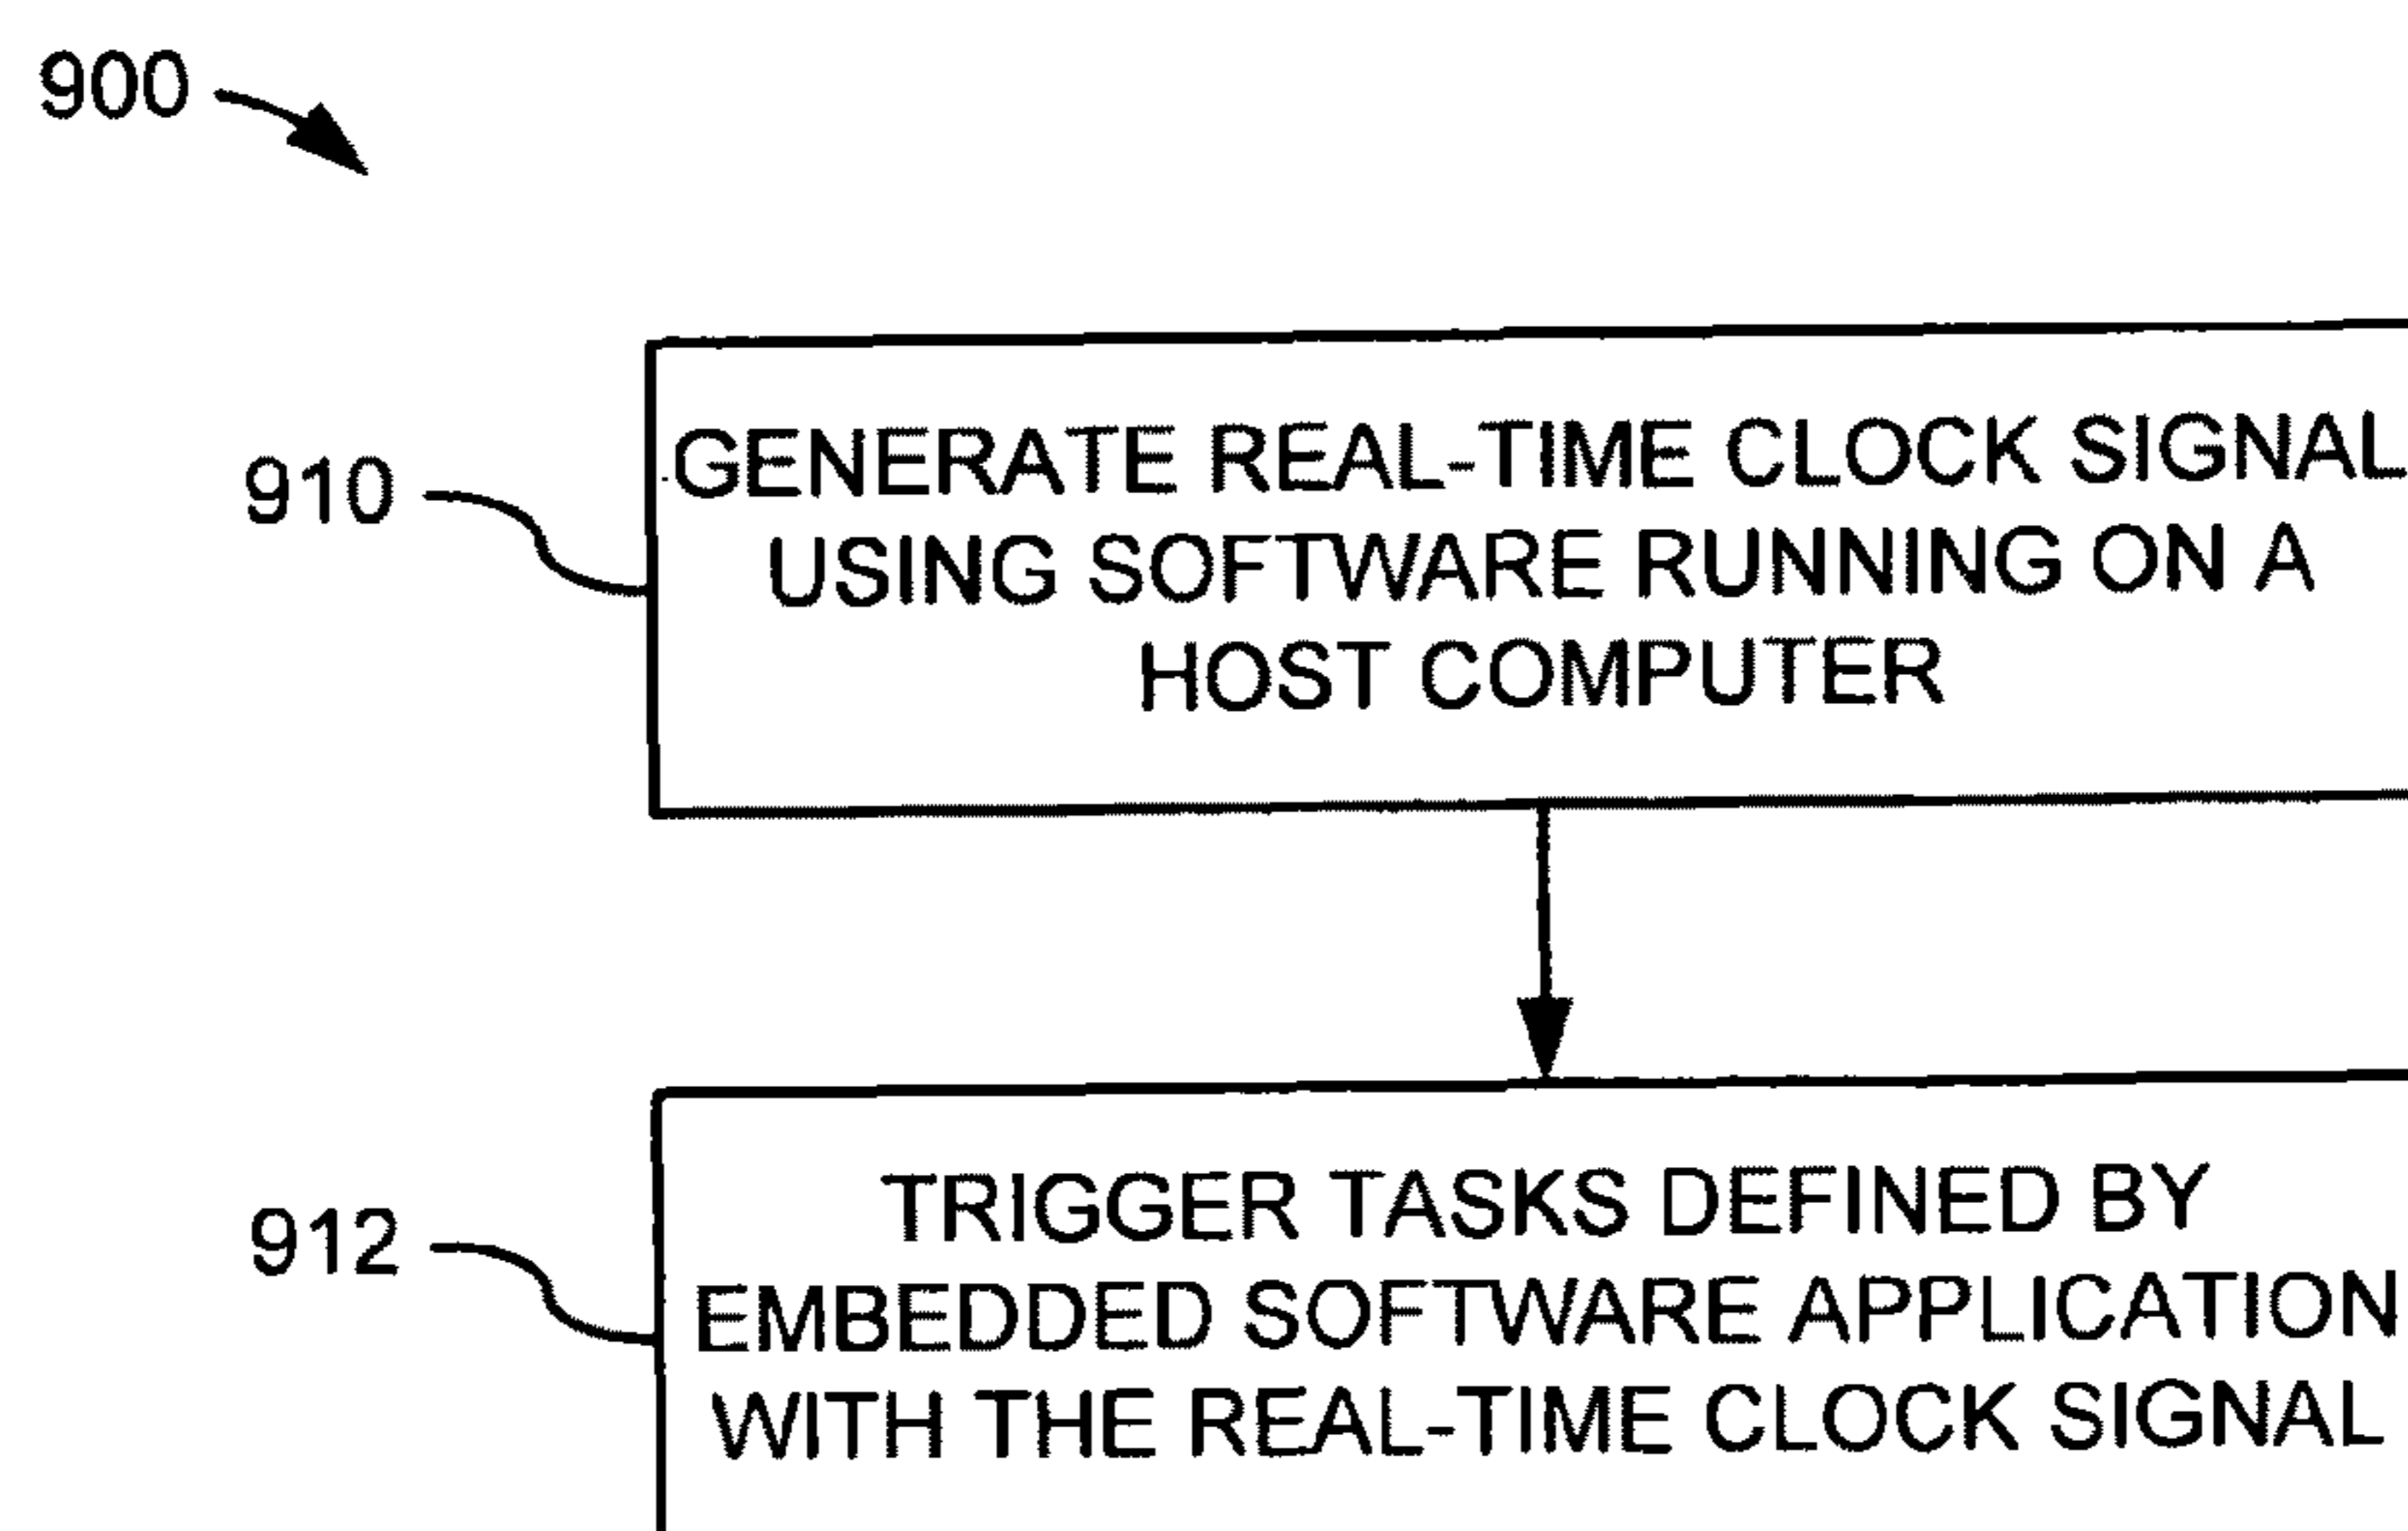 900
910
GENERATE REAL-TIME CLOCK SIGNAL
USING SOFTWARE RUNNING ON A
HOST COMPUTER
912
TRIGGER TASKS DEFINED BY
EMBEDDED SOFTWARE APPLICATION
WITH THE REAL-TIME CLOCK SIGNAL